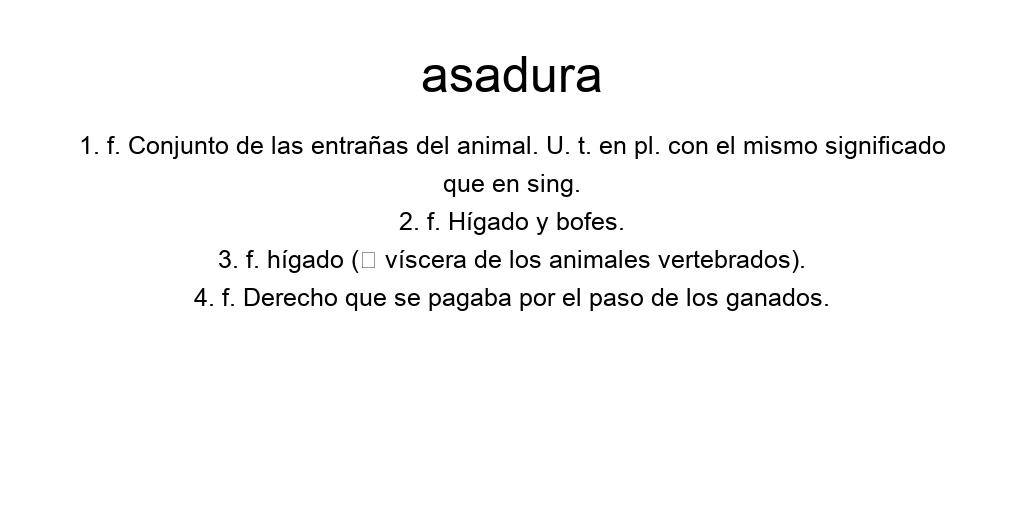 asadura
1. f. Conjunto de las entrañas del animal. U. t. en pl. con el mismo significado
que en sing.
2. f. Hígado y bofes.
3. f. hígado (□ víscera de los animales vertebrados).
4. f. Derecho que se pagaba por el paso de los ganados.